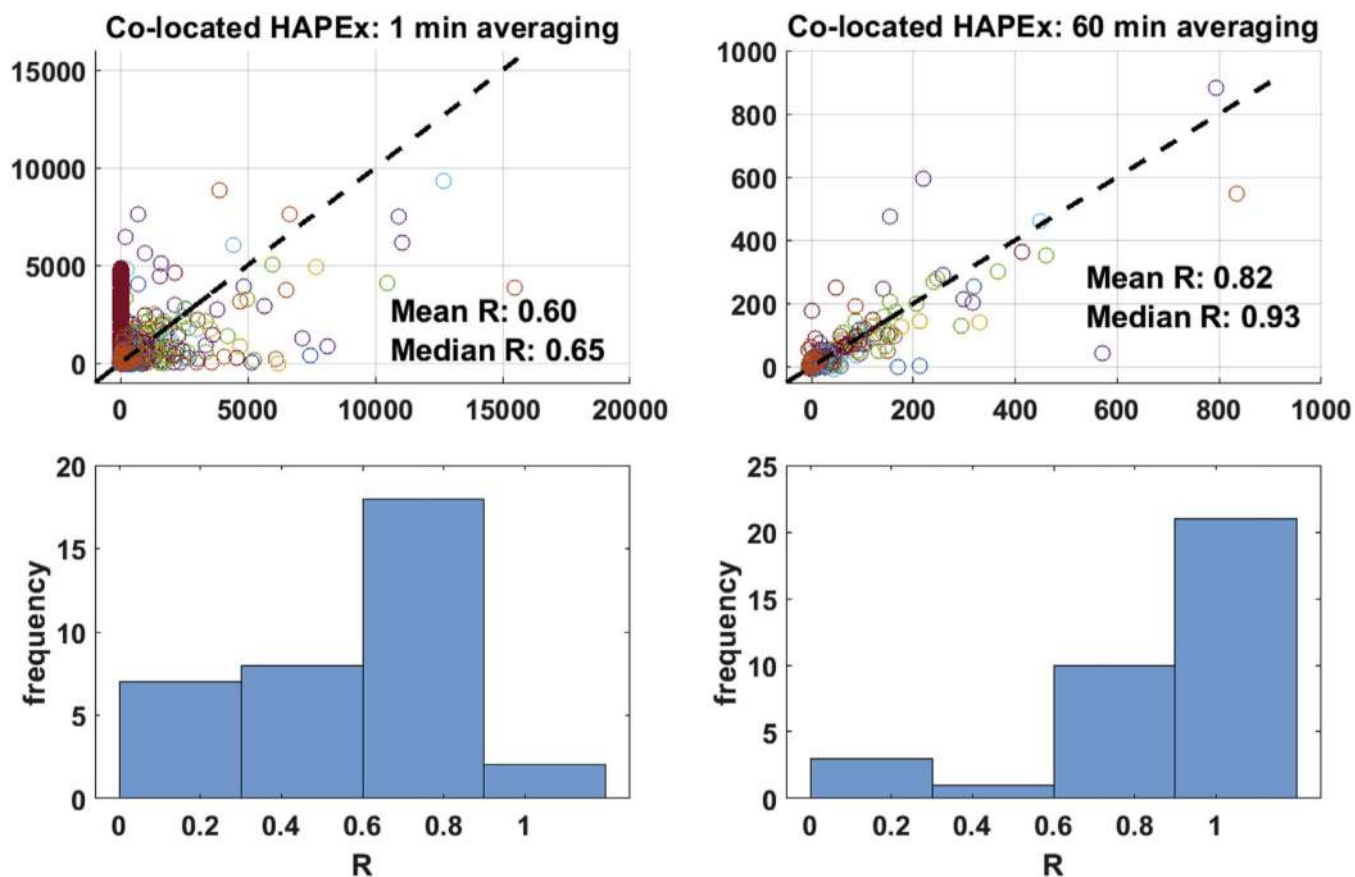 Co-located HAPEx: 1 min averaging
15000
10000
5000
0
Mean R: 0.60
Median R: 0.65
0 5000 10000 15000 20000
Co-located HAPEx: 60 min averaging
1000
800
600
400
200
0
Mean R: 0.82
Median R: 0.93
0 200 400 600 800 1000
20
15
10
5
0
frequency
0 0.2 0.4 0.6 0.8 1
R
25
20
15
10
5
0
frequency
0 0.2 0.4 0.6 0.8 1
R